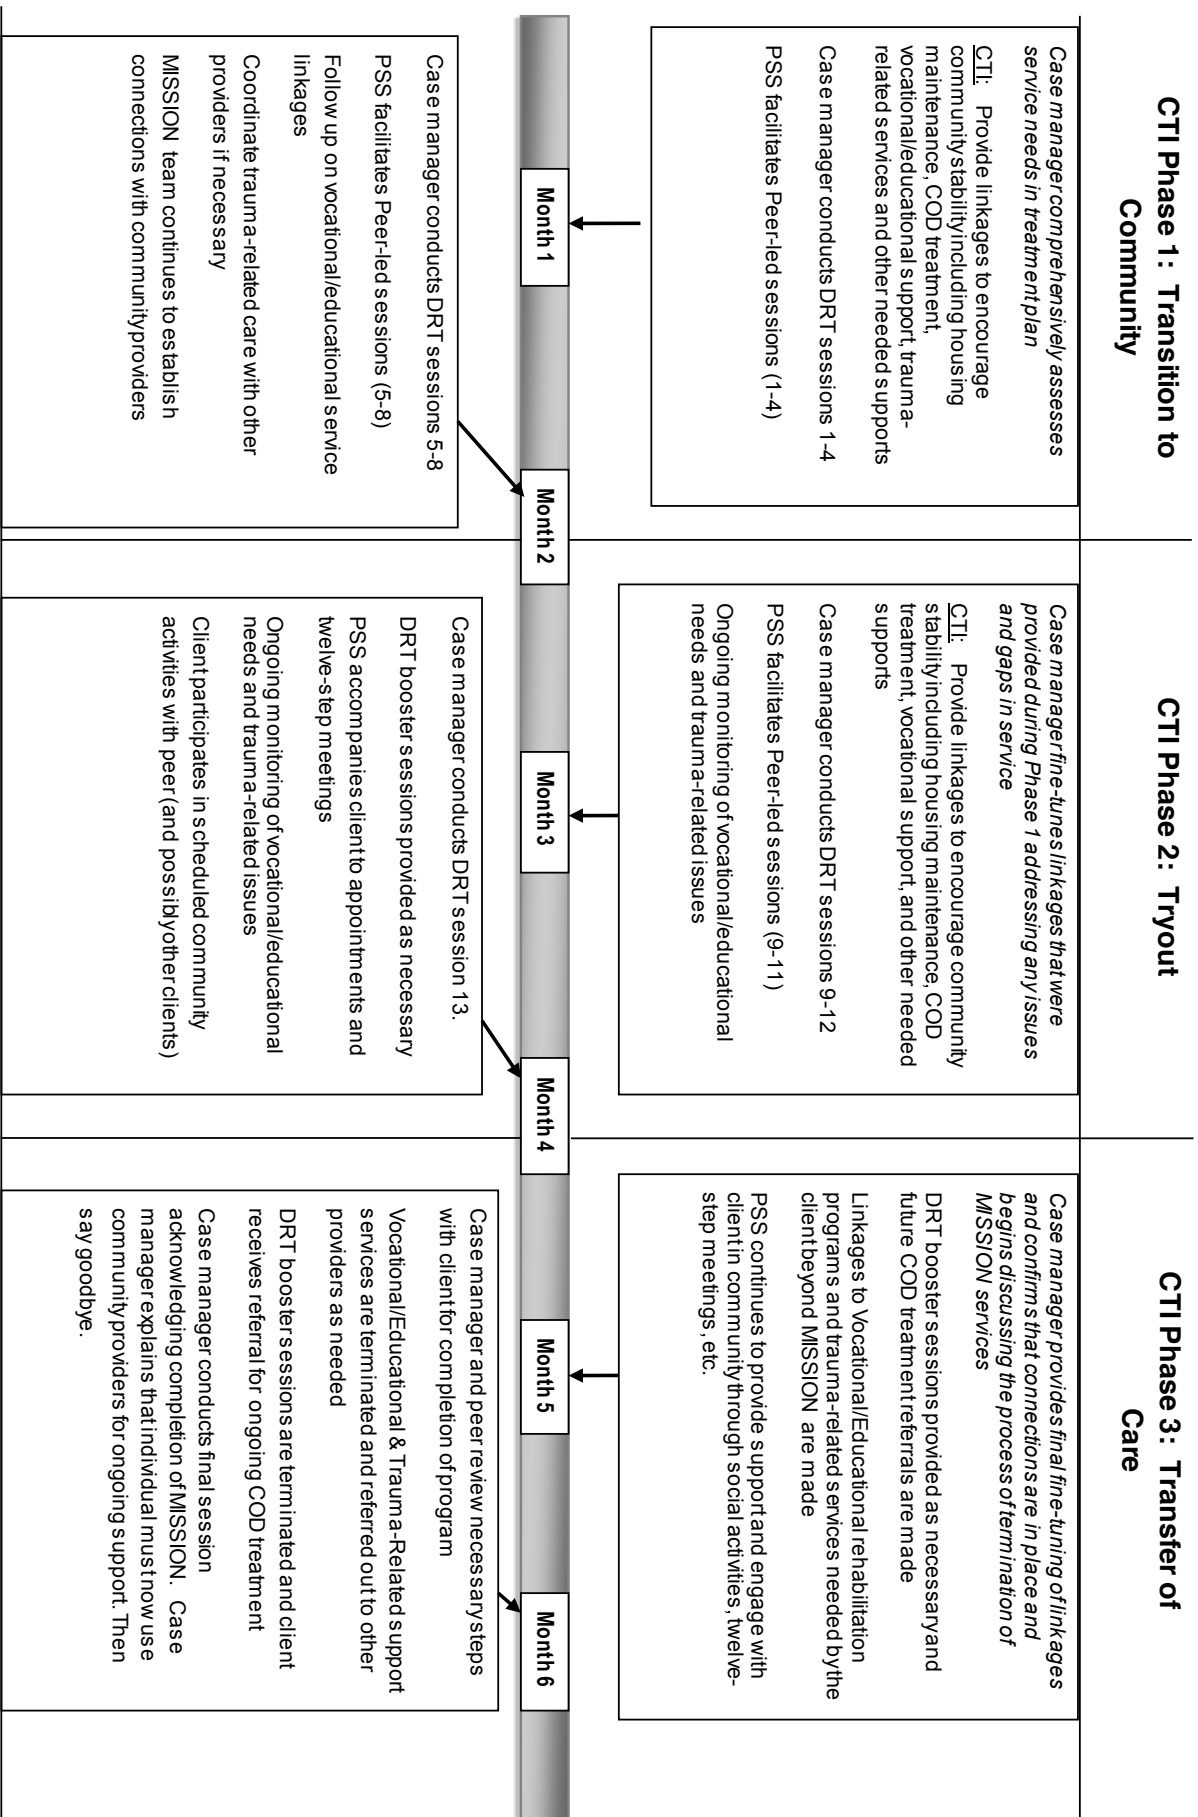 CTI Phase 1: Transition to
Community
Case manager comprehensively assesses
service needs in treatment plan
CTI: Provide linkages to encourage
community stability including housing
maintenance, COD treatment,
vocational/educational support, trauma-
related services and other needed supports
Case manager conducts DRT sessions 1-4
PSS facilitates Peer-led sessions (1-4)
Month 1
Case manager conducts DRT sessions 5-8
PSS facilitates Peer-led sessions (5-8)
Follow up on vocational/educational service
linkages
Coordinate trauma-related care with other
providers if necessary
MISSION team continues to establish
connections with community providers
Month 2
CTI Phase 2: Tryout
Case manager fine-tunes linkages that were
provided during Phase 1 addressing any issues
and gaps in service
CTI: Provide linkages to encourage community
stability including housing maintenance, COD
treatment, vocational support, and other needed
supports
Case manager conducts DRT sessions 9-12
PSS facilitates Peer-led sessions (9-11)
Ongoing monitoring of vocational/educational
needs and trauma-related issues
Month 3
Case manager conducts DRT session 13.
DRT booster sessions provided as necessary
PSS accompanies client to appointments and
twelve-step meetings
Ongoing monitoring of vocational/educational
needs and trauma-related issues
Client participates in scheduled community
activities with peer (and possibly other clients)
Month 4
CTI Phase 3: Transfer of
Care
Case manager provides final fine-tuning of linkages
and confirms that connections are in place and
begins discussing the process of termination of
MISSION services
DRT booster sessions provided as necessary and
future COD treatment referrals are made
Linkages to Vocational/Educational rehabilitation
programs and trauma-related services needed by the
client beyond MISSION are made
PSS continues to provide support and engage with
client in community through social activities, twelve-
step meetings, etc.
Month 5
Case manager and peer review necessary steps
with client for completion of program
Vocational/Educational & Trauma-Related support
services are terminated and referred out to other
providers as needed
DRT booster sessions are terminated and client
receives referral for ongoing COD treatment
Case manager conducts final session
acknowledging completion of MISSION. Case
manager explains that individual must now use
community providers for ongoing support. Then
say goodbye.
Month 6